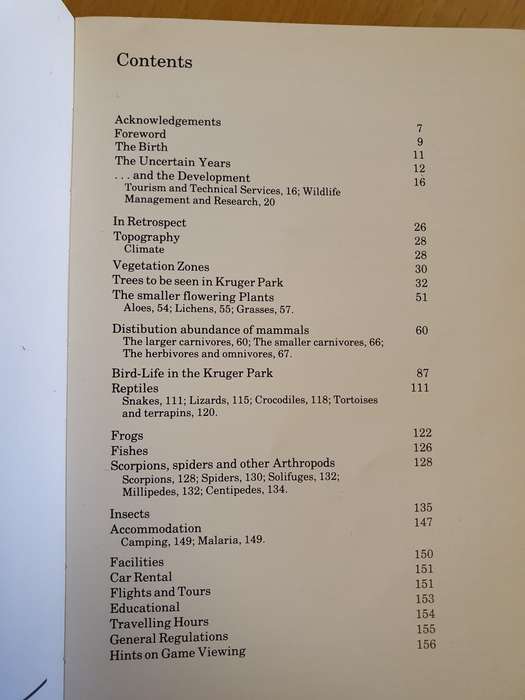 Contents
Acknowledgements 7
Foreword 9
The Birth 11
The Uncertain Years 12
. . . and the Development 16
Tourism and Technical Services, 16; Wildlife
Management and Research, 20
In Retrospect 26
Topography 28
Climate 28
Vegetation Zones 30
Trees to be seen in Kruger Park 32
The smaller flowering Plants 51
Aloes, 54; Lichens, 55; Grasses, 57.
Distibution abundance of mammals 60
The larger carnivores, 60; The smaller carnivores, 66;
The herbivores and omnivores, 67.
Bird-Life in the Kruger Park 87
Reptiles 111
Snakes, 111; Lizards, 115; Crocodiles, 118; Tortoises
and terrapins, 120.
Frogs 122
Fishes 126
Scorpions, spiders and other Arthropods 128
Scorpions, 128; Spiders, 130; Solifuges, 132;
Millipedes, 132; Centipedes, 134.
Insects 135
Accommodation 147
Camping, 149; Malaria, 149.
Facilities 150
Car Rental 151
Flights and Tours 151
Educational 153
Travelling Hours 154
General Regulations 155
Hints on Game Viewing 156